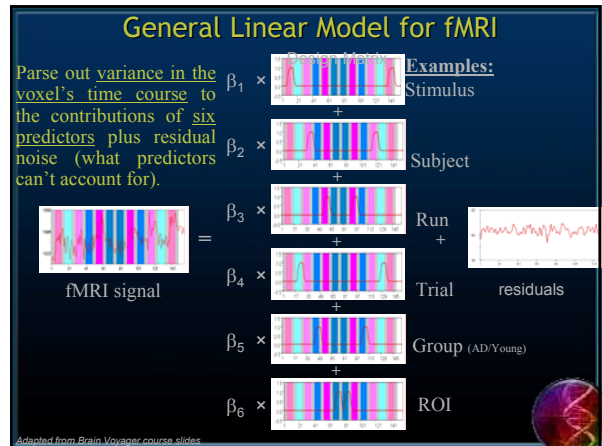 General Linear Model for fMRI
Parse out variance in the
voxel's time course to
the contributions of six
predictors plus residual
noise (what predictors
can't account for).
fMRI signal
=
Design Matrix
β1 ×
+
β2 ×
+
β3 ×
+
β4 ×
+
β5 ×
+
β6 ×
Examples:
Stimulus
Subject
Run
+
Trial
Group (AD/Young)
ROI
residuals
Adapted from Brain Voyager course slides